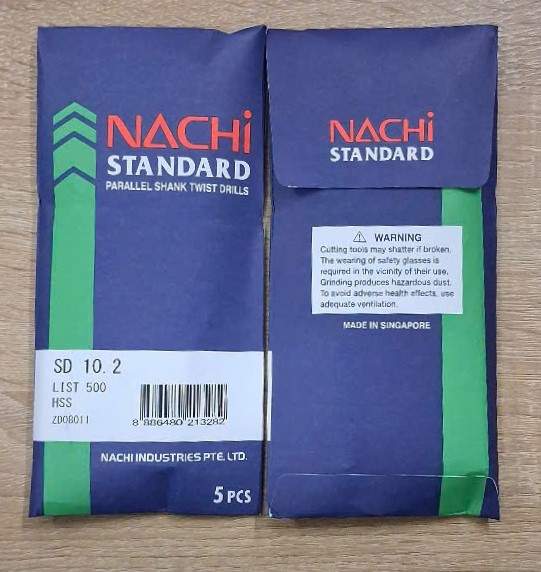 NACHi
STANDARD
PARALLEL SHANK TWIST DRILLS
SD 10.2
LIST 500
HSS
ZD08011
8 886480 213282
NACHI INDUSTRIES PTE. LTD.
5 PCS
NACHi
STANDARD
WARNING
Cutting tools may shatter if broken.
The wearing of safety glasses is
required in the vicinity of their use.
Grinding produces hazardous dust.
To avoid adverse health effects, use
adequate ventilation.
MADE IN SINGAPORE